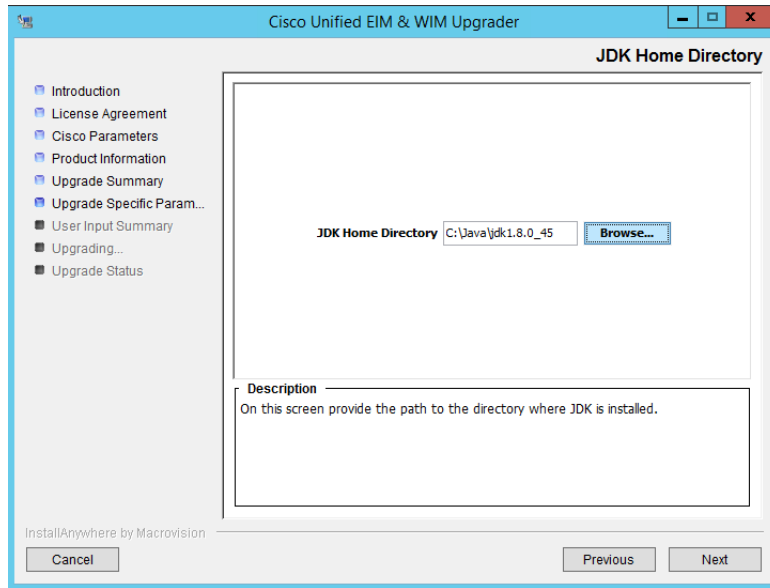 Cisco Unified EIM & WIM Upgrader
JDK Home Directory
Introduction
License Agreement
Cisco Parameters
Product Information
Upgrade Summary
Upgrade Specific Param...
User Input Summary
Upgrading...
Upgrade Status
JDK Home Directory C:\Java\jdk1.8.0_45 Browse...
Description
On this screen provide the path to the directory where JDK is installed.
InstallAnywhere by Macrovision
Cancel Previous Next